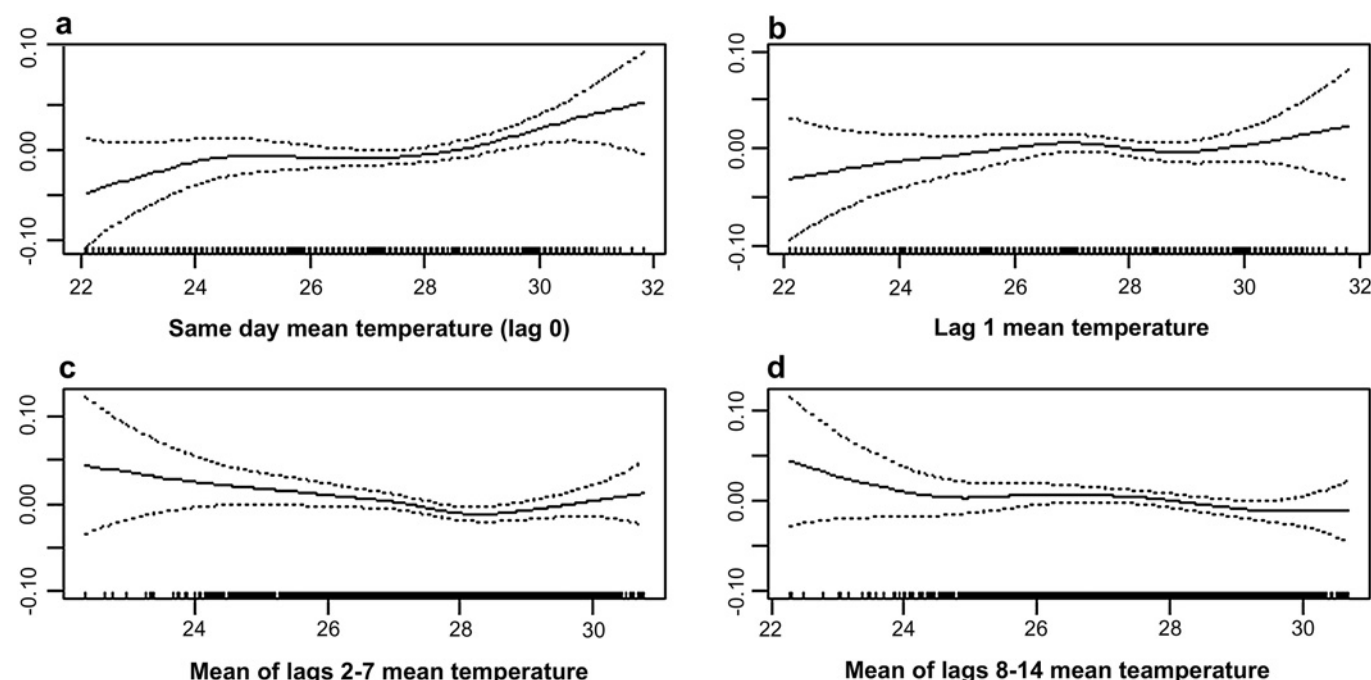 a
0.10
0.00
-0.10
22 24 26 28 30 32
Same day mean temperature (lag 0)
b
0.10
0.00
-0.10
22 24 26 28 30 32
Lag 1 mean temperature
c
0.10
0.00
-0.10
24 26 28 30
Mean of lags 2-7 mean temperature
d
0.10
0.00
-0.10
22 24 26 28 30
Mean of lags 8-14 mean teamperature